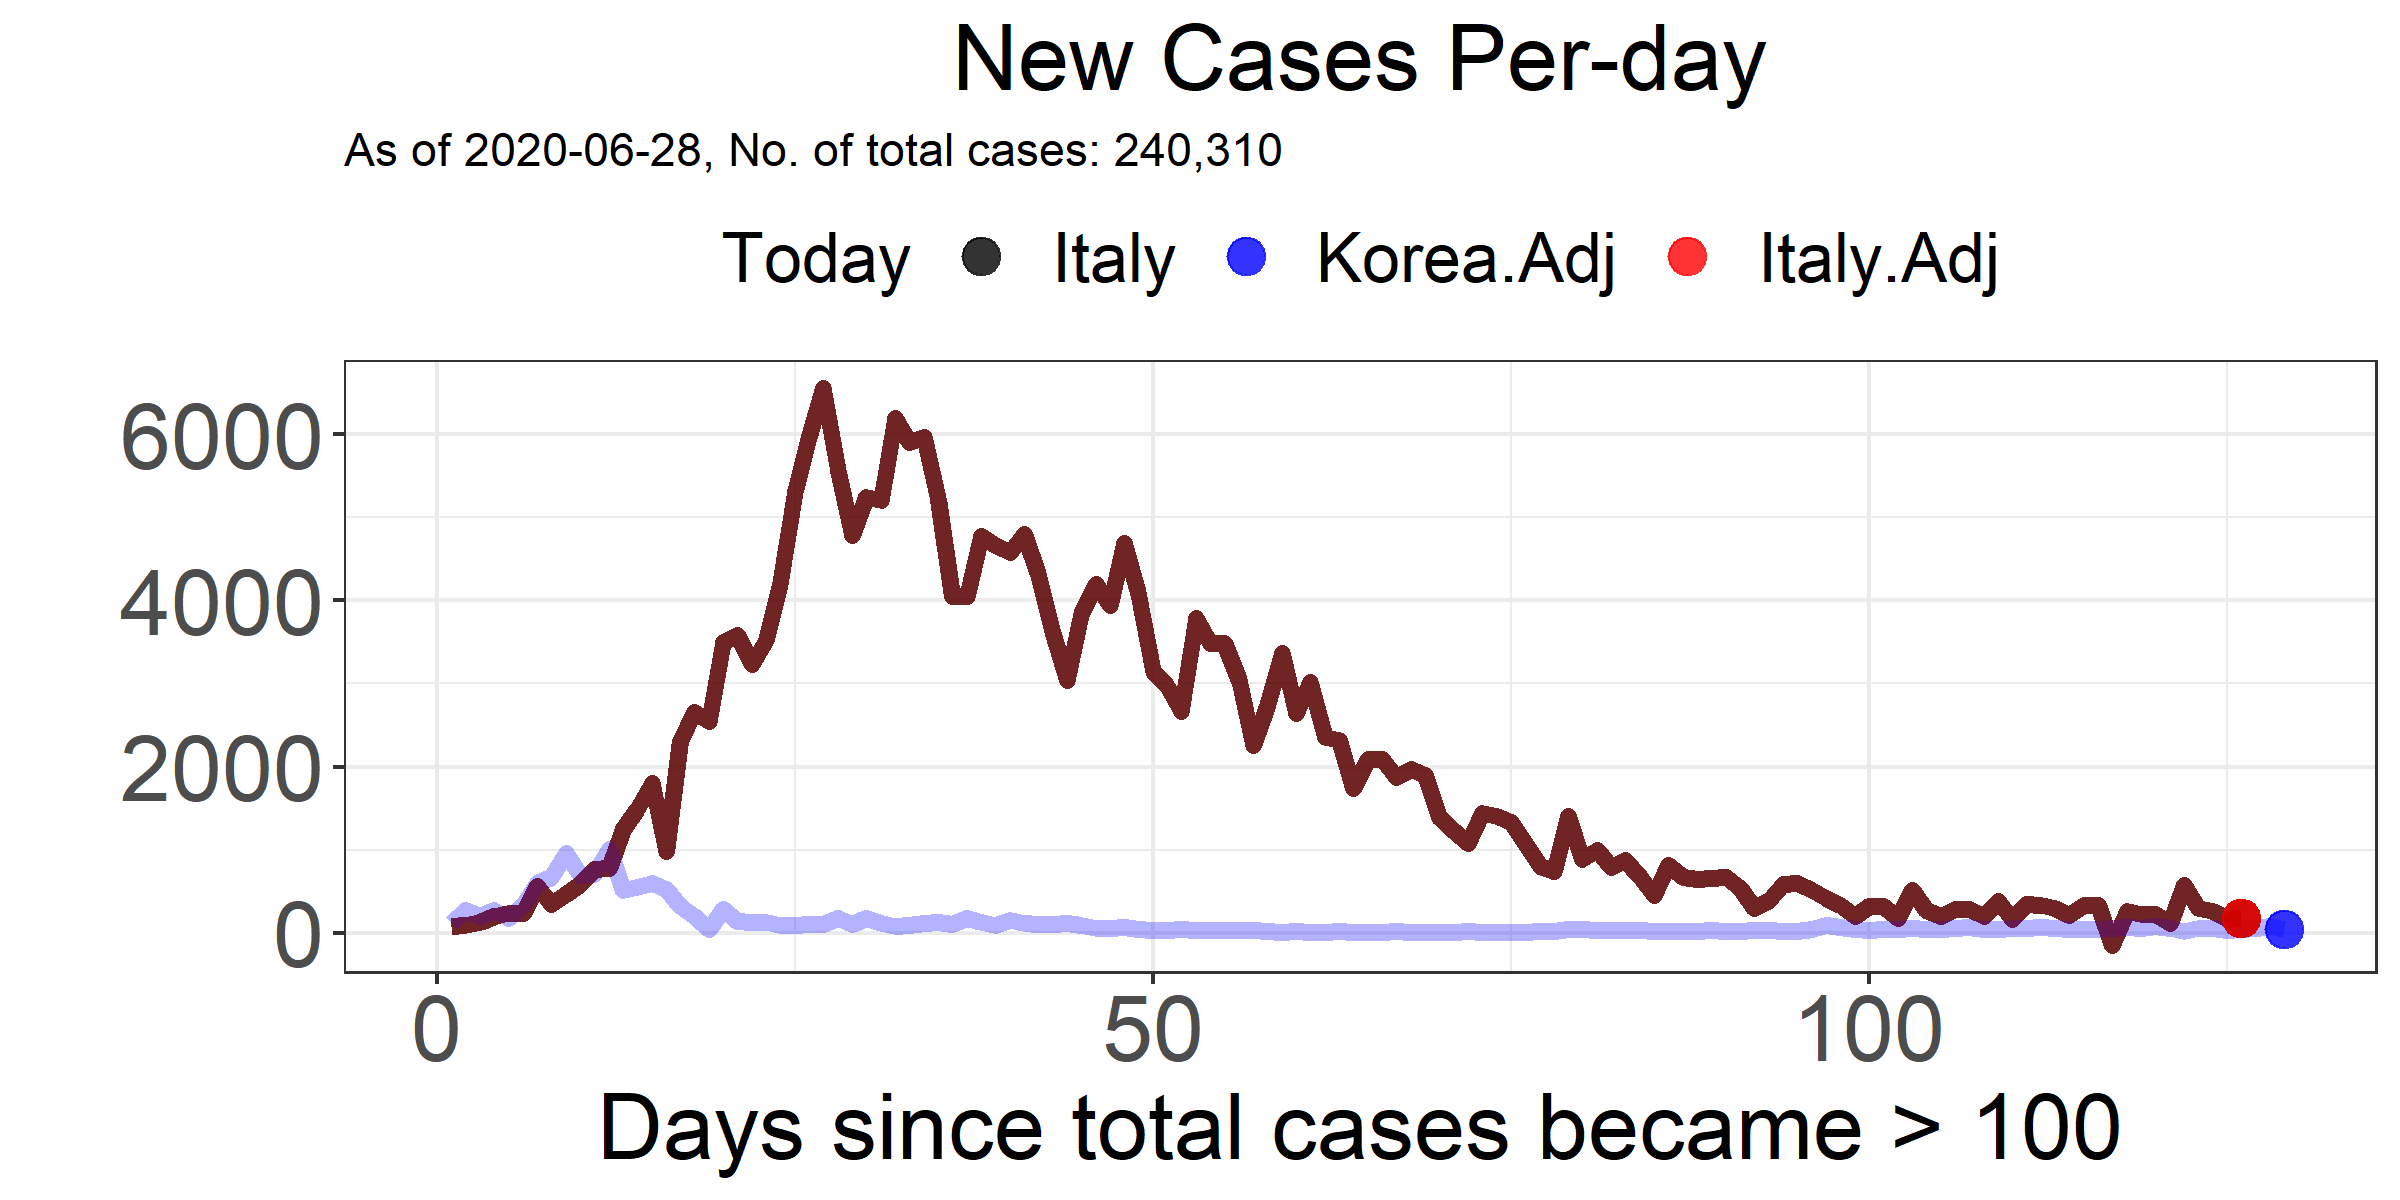 New Cases Per-day
As of 2020-06-28, No. of total cases: 240,310
Today Italy Korea.Adj Italy.Adj
6000
4000
2000
0
0 50 100
Days since total cases became > 100